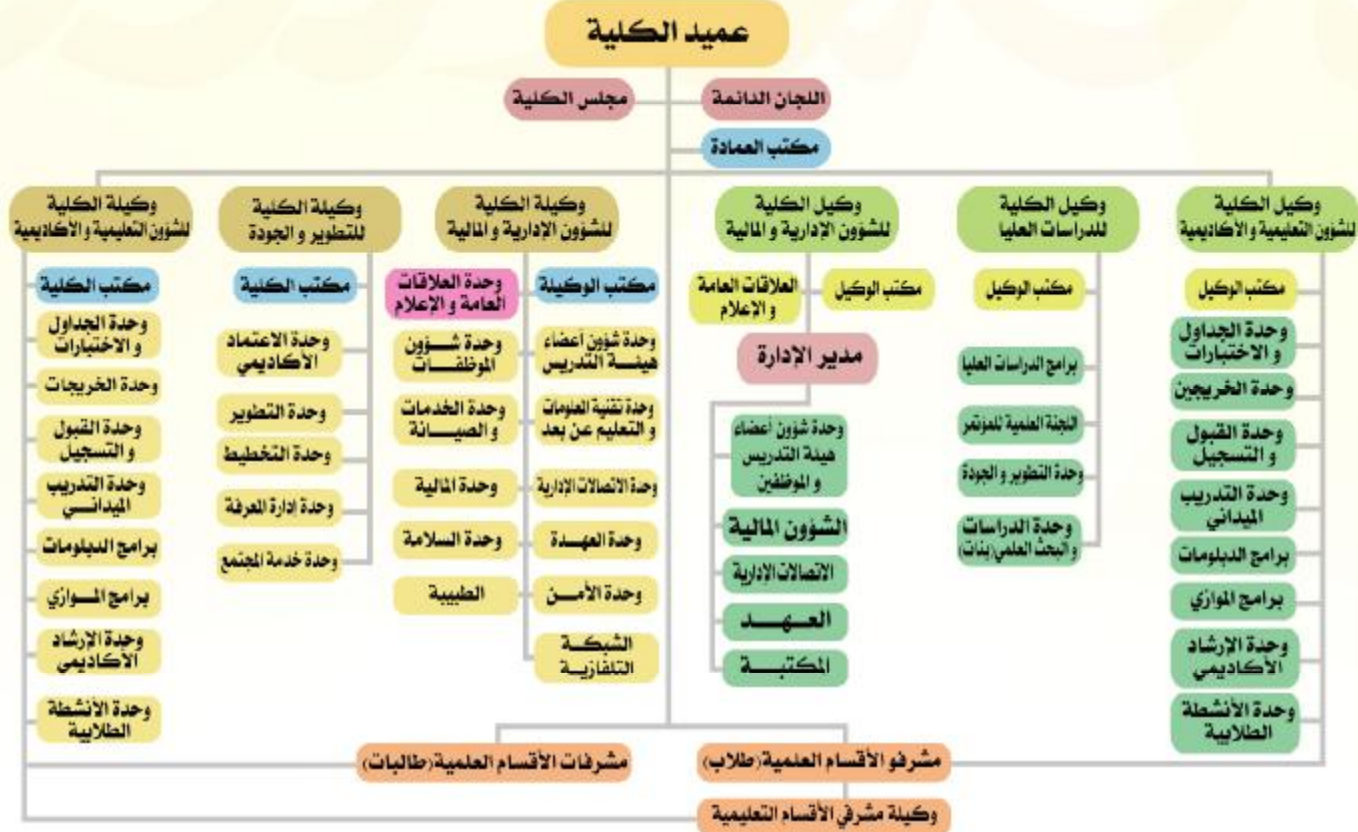 عميد الكلية
اللجان الدائمة
مجلس الكلية
مكتب العمادة
وكيل الكلية
للشؤون التعليمية والأكاديمية
مكتب الوكيل
وحدة الجداول
و الاختبارات
وحدة الخريجين
وحدة القبول
و التسجيل
وحدة التدريب
الميداني
برامج الدبلومات
برامج الموازي
وحدة الإرشاد
الأكاديمي
وحدة الأنشطة
الطلابية
وكيل الكلية
للدراسات العليا
مكتب الوكيل
برامج الدراسات العليا
اللجنة العلمية للمؤتمر
وحدة التطوير و الجودة
وحدة الدراسات
والبحث العلمي(بنات)
وكيل الكلية
للشؤون الإدارية و المالية
مكتب الوكيل
العلاقات العامة
و الإعلام
مدير الإدارة
وحدة شؤون أعضاء
هيئة التدريس
و الموظفين
الشؤون المالية
الاتصالات الإدارية
العهد
المكتبة
وكيلة الكلية
للشؤون الإدارية و المالية
مكتب الوكيلة
وحدة شؤون أعضاء
هيئة التدريس
وحدة تقنية المعلومات
و التعليم عن بعد
وحدة الاتصالات الإدارية
وحدة العهدة
وحدة الأمن
الشبكة
التلفازية
وحدة العلاقات
العامة و الإعلام
وحدة شؤون
الموظفات
وحدة الخدمات
و الصيانة
وحدة المالية
وحدة السلامة
الطبيبة
وكيلة الكلية
للتطوير و الجودة
مكتب الكلية
وحدة الاعتماد
الأكاديمي
وحدة التطوير
وحدة التخطيط
وحدة إدارة المعرفة
وحدة خدمة المجتمع
وكيلة الكلية
للشؤون التعليمية و الأكاديمية
مكتب الكلية
وحدة الجداول
و الاختبارات
وحدة الخريجات
وحدة القبول
و التسجيل
وحدة التدريب
الميداني
برامج الدبلومات
برامج الموازي
وحدة الإرشاد
الأكاديمي
وحدة الأنشطة
الطلابية
مشرفو الأقسام العلمية(طلاب)
مشرفات الأقسام العلمية(طالبات)
وكيلة مشرفي الأقسام التعليمية